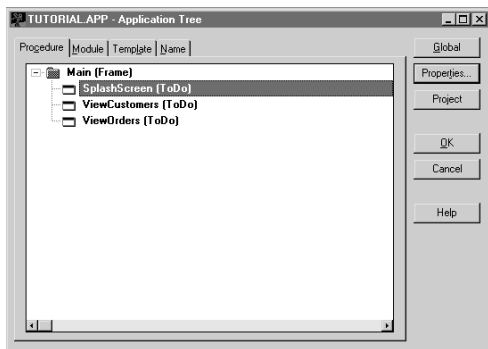 TUTORIAL.APP - Application Tree
Procedure Module Template Name
Main (Frame)
SplashScreen (ToDo)
ViewCustomers (ToDo)
ViewOrders (ToDo)
Global
Properties...
Project
OK
Cancel
Help